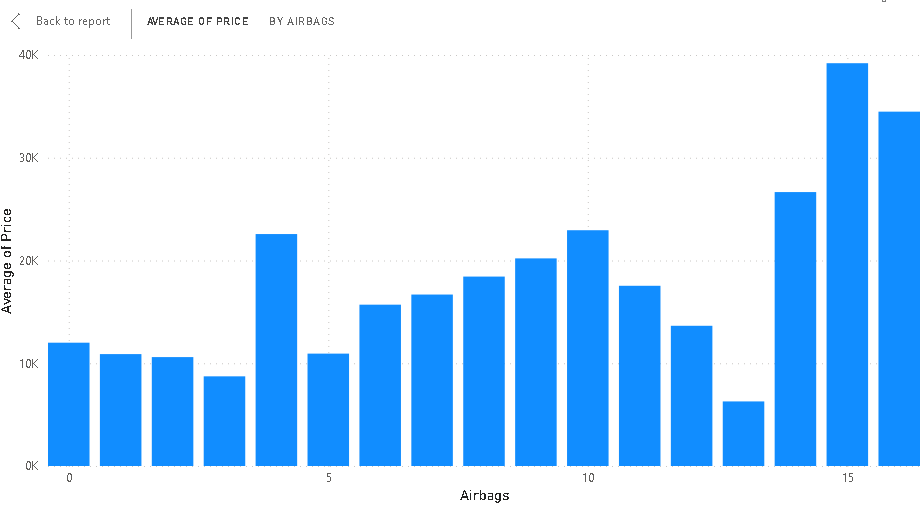 Back to report
AVERAGE OF PRICE BY AIRBAGS
40K
30K
20K
10K
0K
Average of Price
0 5 10 15
Airbags